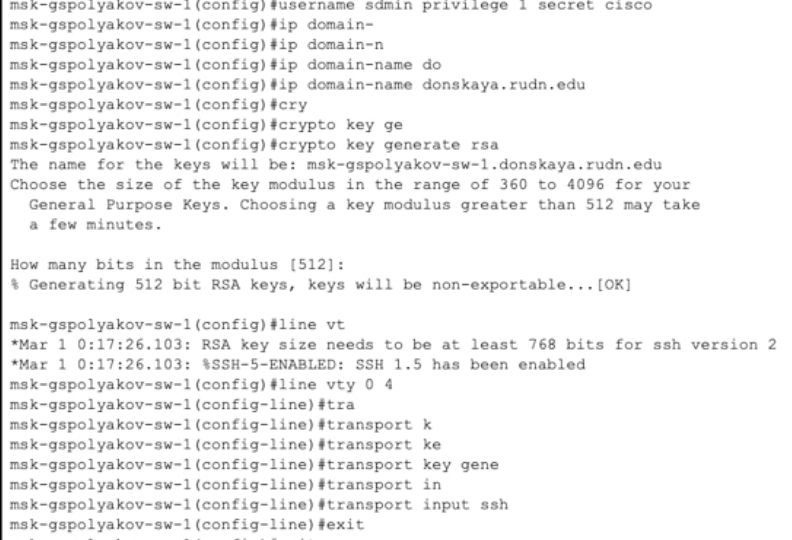 msk-gspolyakov-sw-1(config)#username sdmin privilege 1 secret cisco
msk-gspolyakov-sw-1(config)#ip domain-
msk-gspolyakov-sw-1(config)#ip domain-n
msk-gspolyakov-sw-1(config)#ip domain-name do
msk-gspolyakov-sw-1(config)#ip domain-name donskaya.rudn.edu
msk-gspolyakov-sw-1(config)#cry
msk-gspolyakov-sw-1(config)#crypto key ge
msk-gspolyakov-sw-1(config)#crypto key generate rsa
The name for the keys will be: msk-gspolyakov-sw-1.donskaya.rudn.edu
Choose the size of the key modulus in the range of 360 to 4096 for your
  General Purpose Keys. Choosing a key modulus greater than 512 may take
  a few minutes.

How many bits in the modulus [512]:
% Generating 512 bit RSA keys, keys will be non-exportable...[OK]

msk-gspolyakov-sw-1(config)#line vt
*Mar 1 0:17:26.103: RSA key size needs to be at least 768 bits for ssh version 2
*Mar 1 0:17:26.103: %SSH-5-ENABLED: SSH 1.5 has been enabled
msk-gspolyakov-sw-1(config)#line vty 0 4
msk-gspolyakov-sw-1(config-line)#tra
msk-gspolyakov-sw-1(config-line)#transport k
msk-gspolyakov-sw-1(config-line)#transport ke
msk-gspolyakov-sw-1(config-line)#transport key gene
msk-gspolyakov-sw-1(config-line)#transport in
msk-gspolyakov-sw-1(config-line)#transport input ssh
msk-gspolyakov-sw-1(config-line)#exit